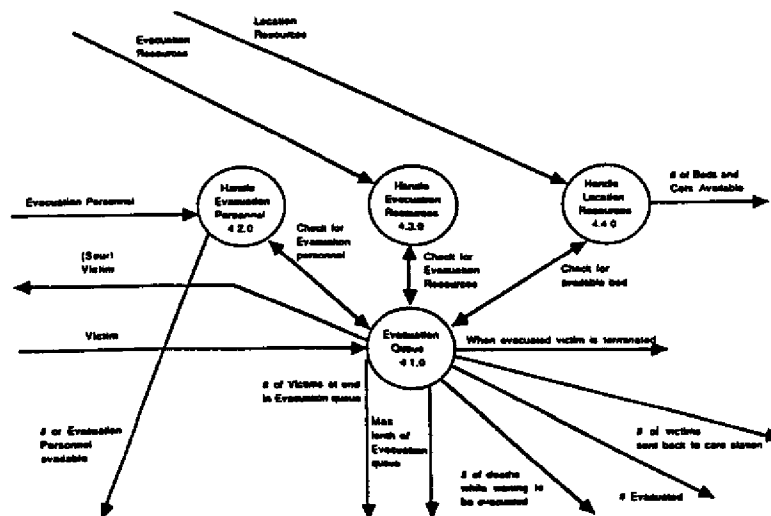 Location
Resources
Evacuation
Resources
Handle
Evacuation
Personnel
4.2.0
Handle
Evacuation
Resources
4.3.0
Handle
Location
Resources
4.4.0
# of Beds and
Cots Available
Evacuation Personnel
Check for
Evacuation
personnel
Check for
Evacuation
Resources
Check for
available bed
Victim
Victim
Evacuation
Queue
4.1.0
When evacuated victim is terminated
# of Victims at end
in Evacuation queue
Max
of
Evacuation
queue
# of Evacuation
Personnel
available
# of deaths
while waiting to
be evacuated
# Evacuated
# of victims
sent back to care station